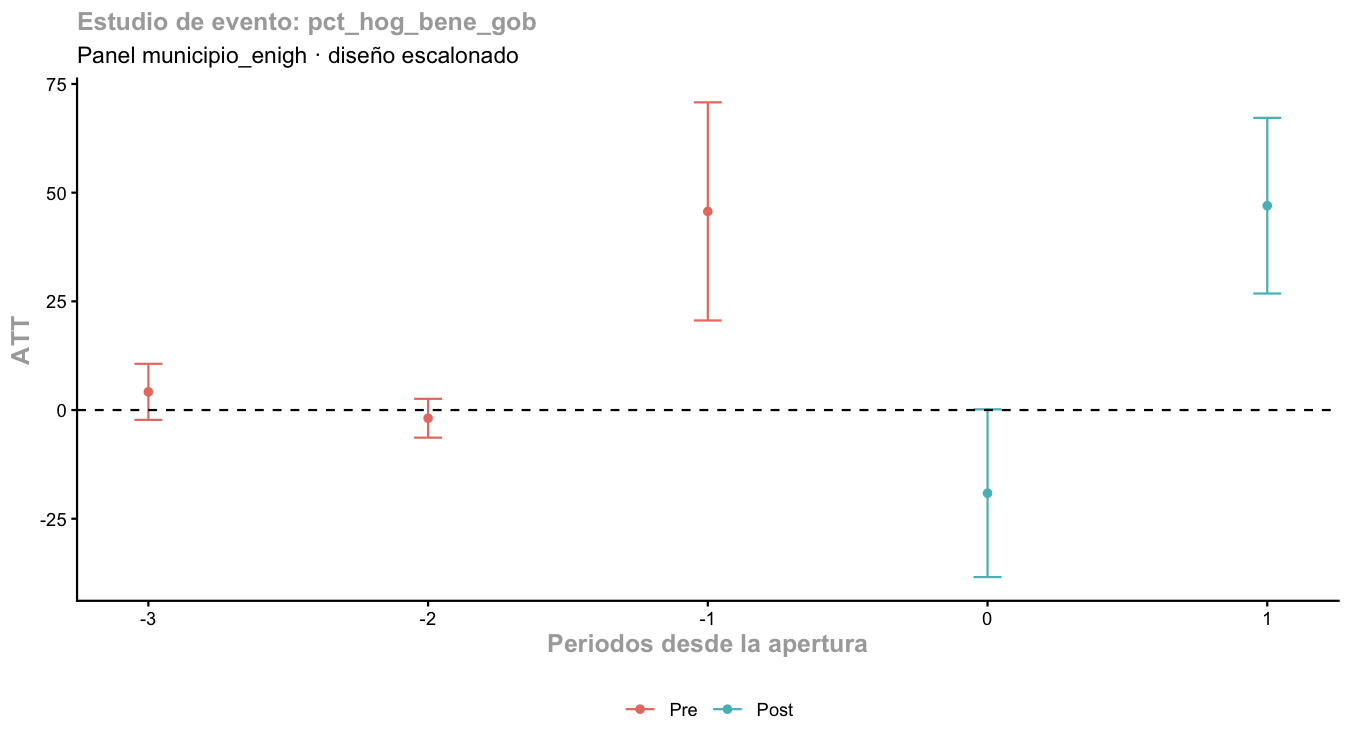 Estudio de evento: pct_hog_bene_gob
Panel municipio_enigh · diseño escalonado
75
50
25
0
-25
ATT
-3
-2
-1
0
1
Periodos desde la apertura
Pre
Post